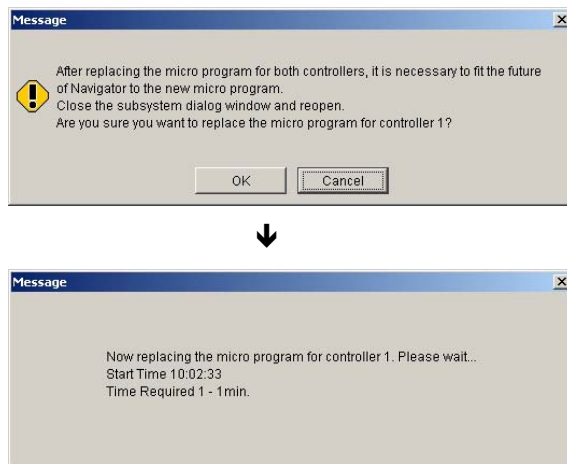 Message
After replacing the micro program for both controllers, it is necessary to fit the future
of Navigator to the new micro program.
Close the subsystem dialog window and reopen.
Are you sure you want to replace the micro program for controller 1?
OK
Cancel
Message
Now replacing the micro program for controller 1. Please wait...
Start Time 10:02:33
Time Required 1 - 1min.